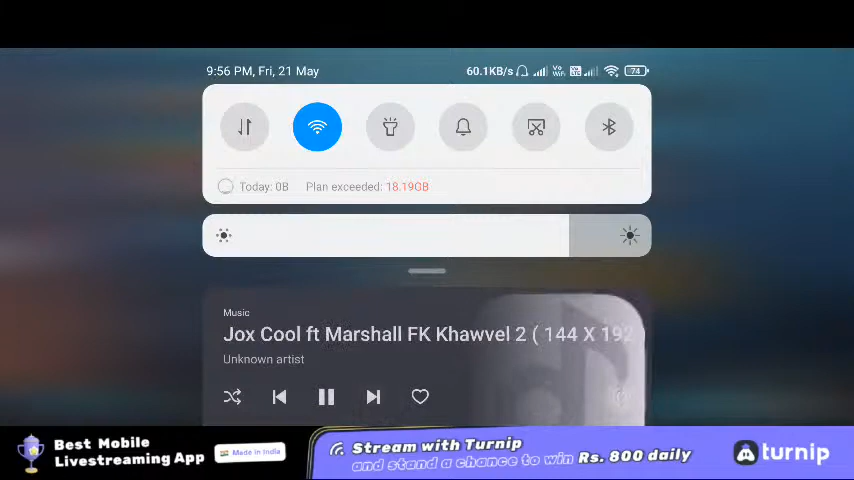 9:56 PM, Fri, 21 May 60.1KB/s 74
Today: 0B Plan exceeded: 18.19GB
Music
Jox Cool ft Marshall FK Khawvel 2 ( 144 X 192
Unknown artist
Best Mobile
Livestreaming App
Made in India
Stream with Turnip
and stand a chance to win Rs. 800 daily
turnip